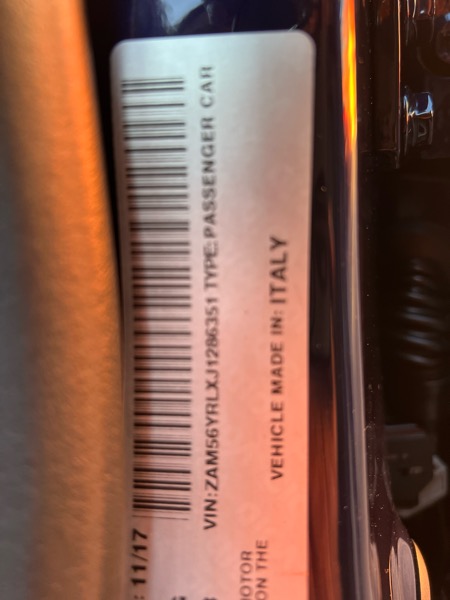 : 11/17
VIN:ZAM56YRLXJ1286351 TYPE:PASSENGER CAR
MOTOR
ON THE
VEHICLE MADE IN: ITALY